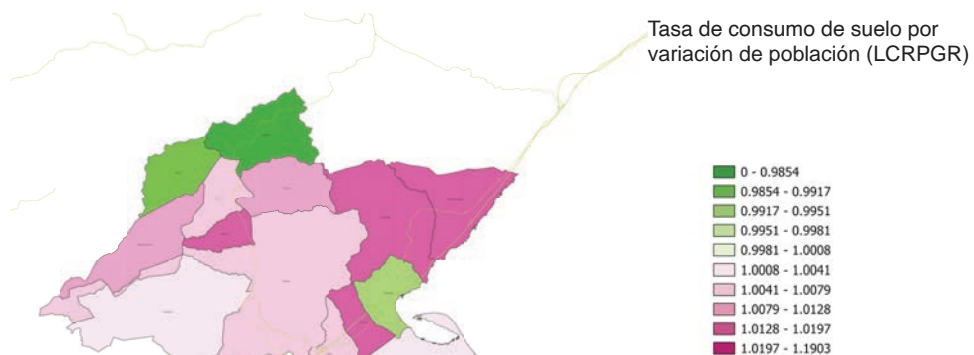 Tasa de consumo de suelo por
variación de población (LCRPGR)
0 - 0.9854
0.9854 - 0.9917
0.9917 - 0.9951
0.9951 - 0.9981
0.9981 - 1.0008
1.0008 - 1.0041
1.0041 - 1.0079
1.0079 - 1.0128
1.0128 - 1.0197
1.0197 - 1.1903